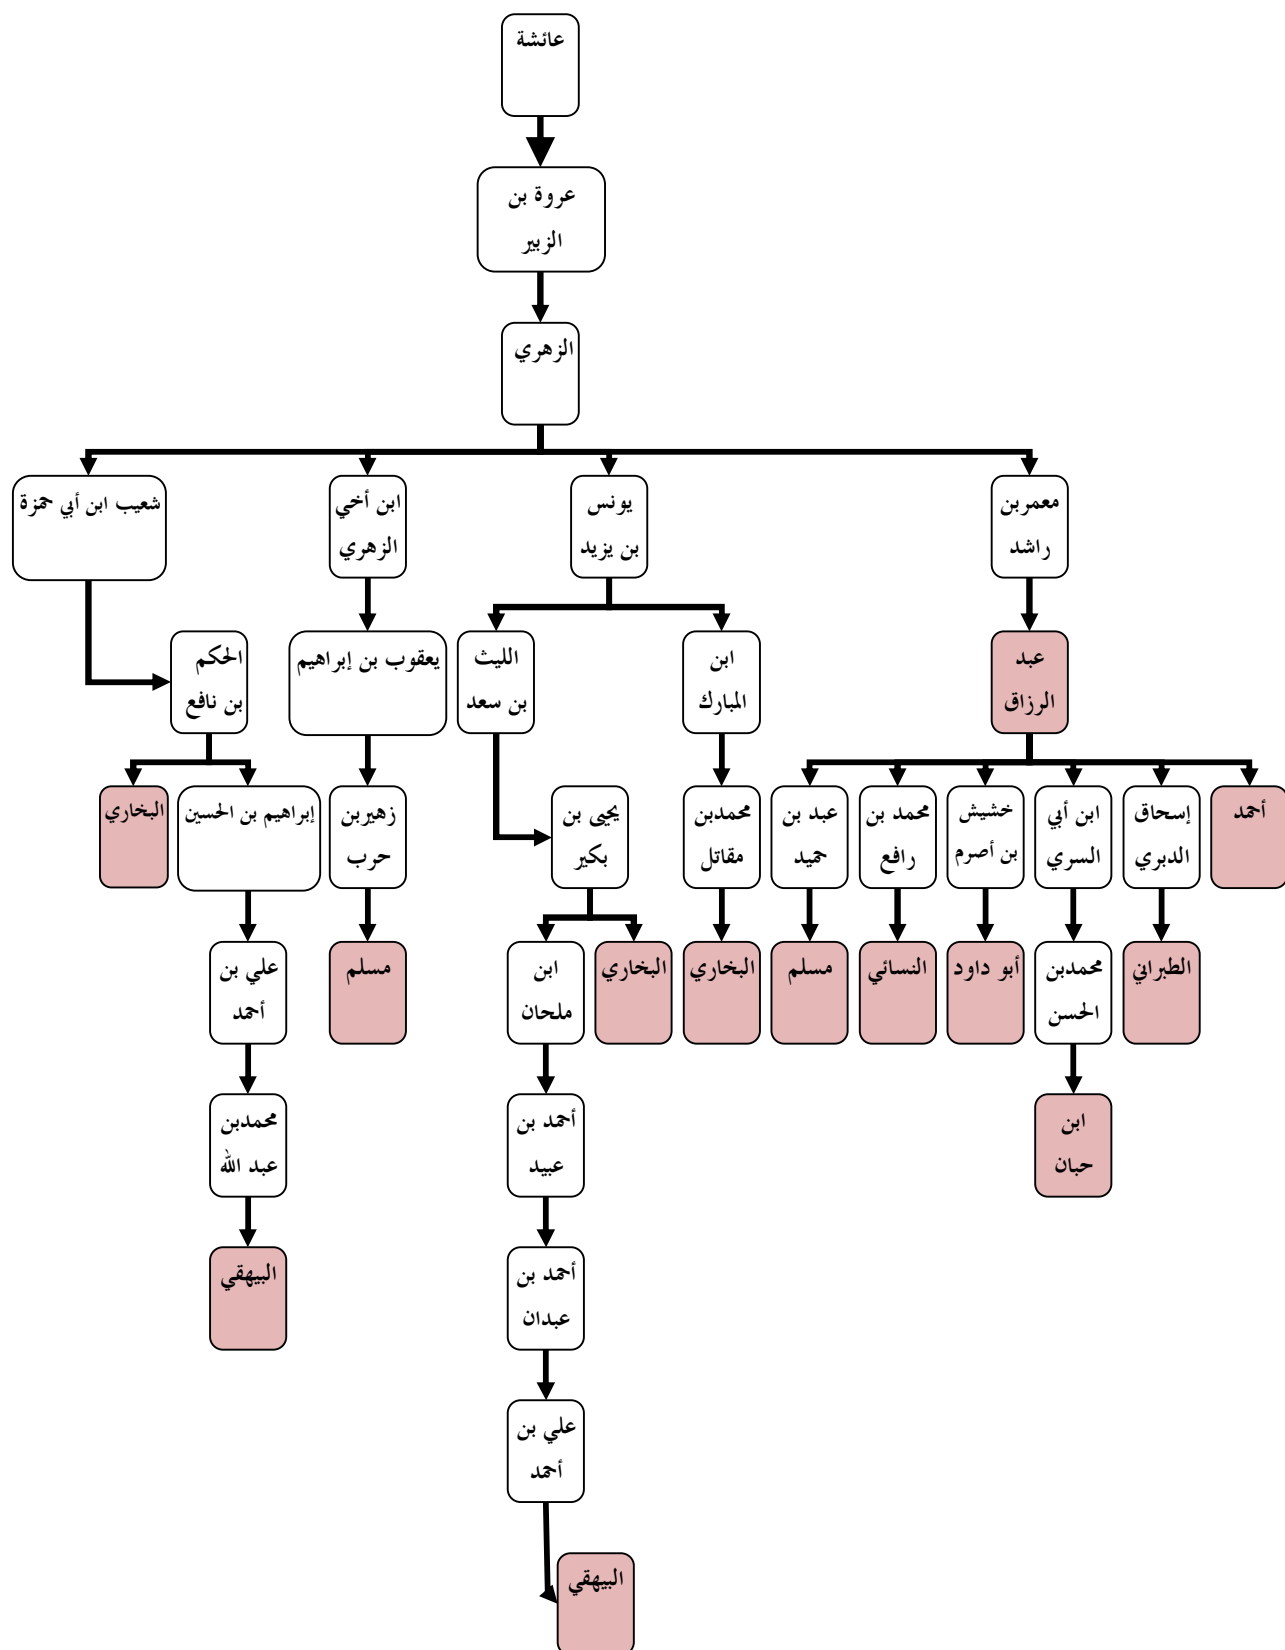 عائشة
عروة بن
الزبير
الزهري
معمربن
راشد
يونس
بن يزيد
ابن أخي
الزهري
شعيب ابن أبي حمزة
عبد
الرزاق
ابن
المبارك
الليث
بن سعد
يعقوب بن إبراهيم
الحكم
بن نافع
أحمد
إسحاق
الدبري
ابن أبي
السري
خشيش
بن أصرم
محمد بن
رافع
عبد بن
حميد
محمدبن
مقاتل
يحيى بن
بكير
زهيربن
حرب
إبراهيم بن الحسين
البخاري
الطبراني
محمدبن
الحسن
أبو داود
النسائي
مسلم
البخاري
البخاري
ابن
ملحان
مسلم
علي بن
أحمد
ابن
حبان
أحمد بن
عبيد
محمدبن
عبد الله
أحمد بن
عبدان
البيهقي
علي بن
أحمد
البيهقي